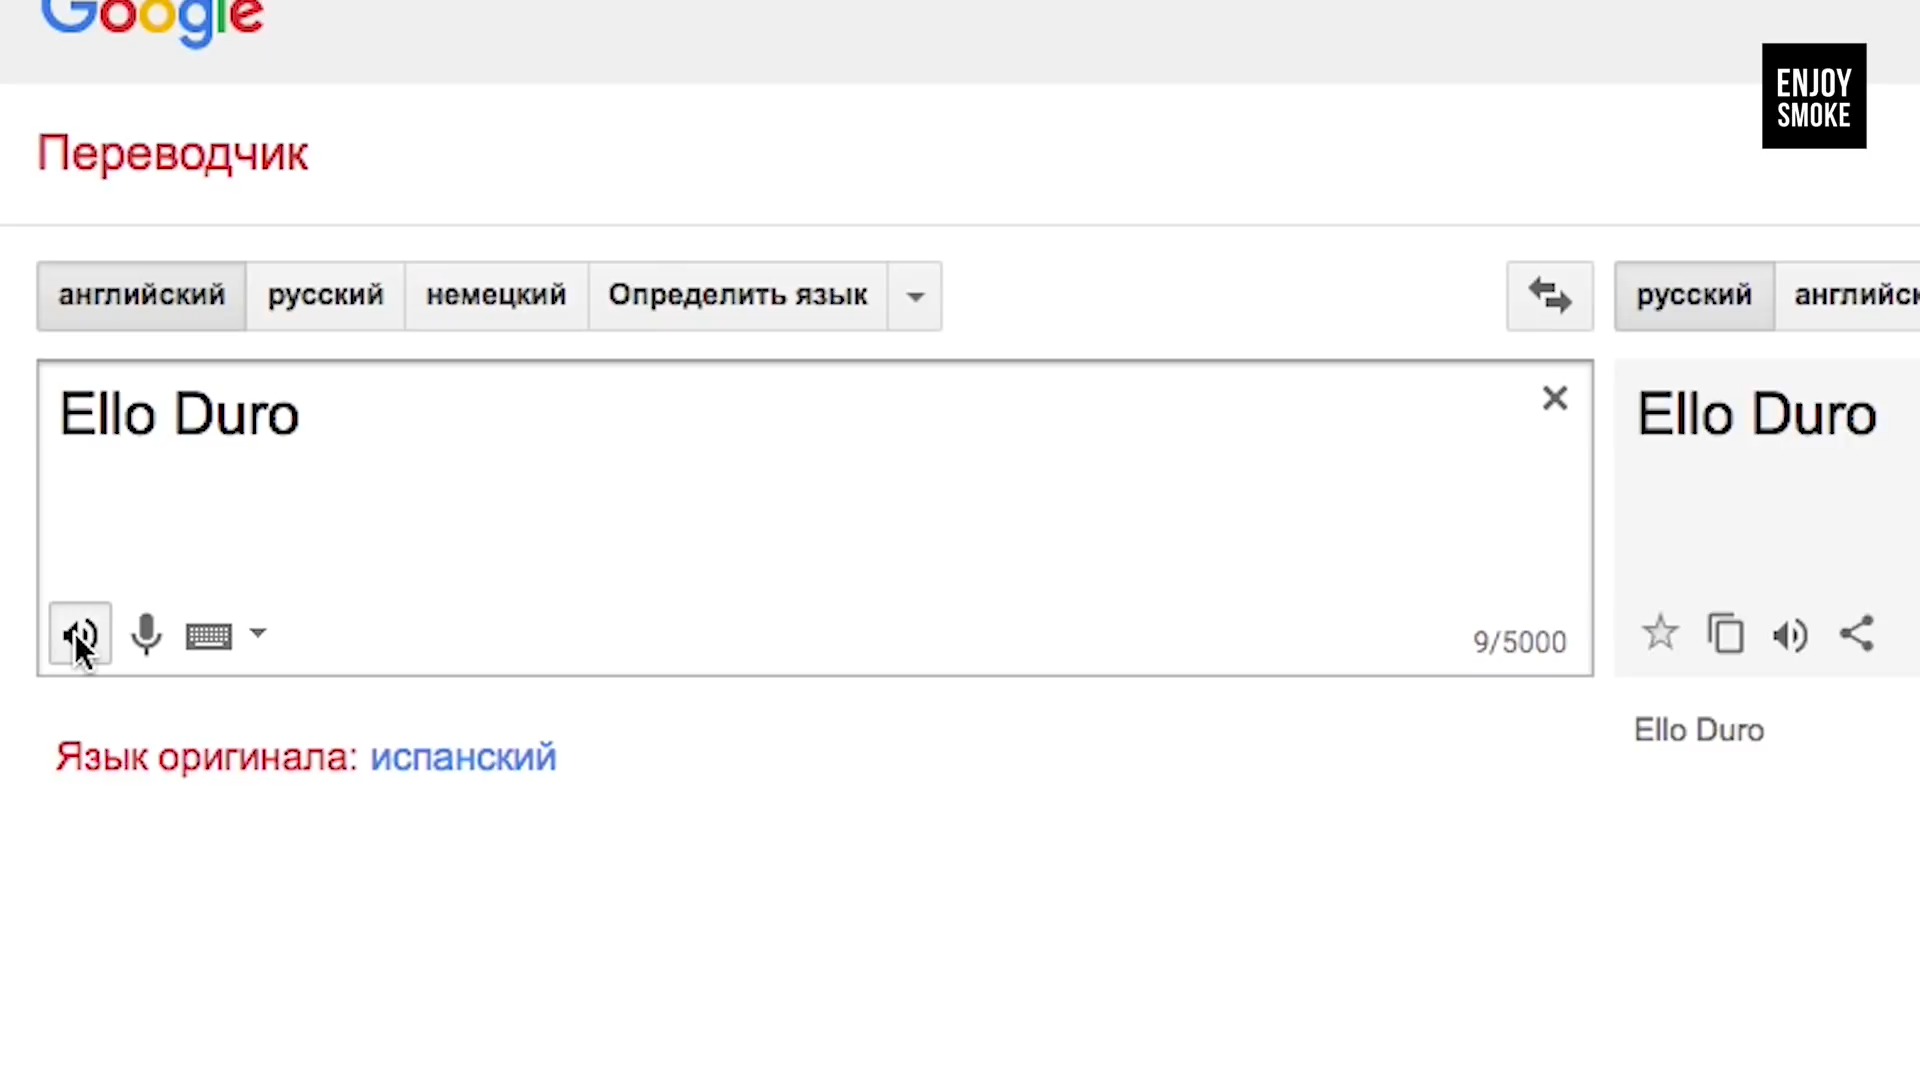 Google
ENJOY
SMOKE
Переводчик
английский русский немецкий Определить язык
русский английск
Ello Duro
Ello Duro
9/5000
Язык оригинала: испанский
Ello Duro